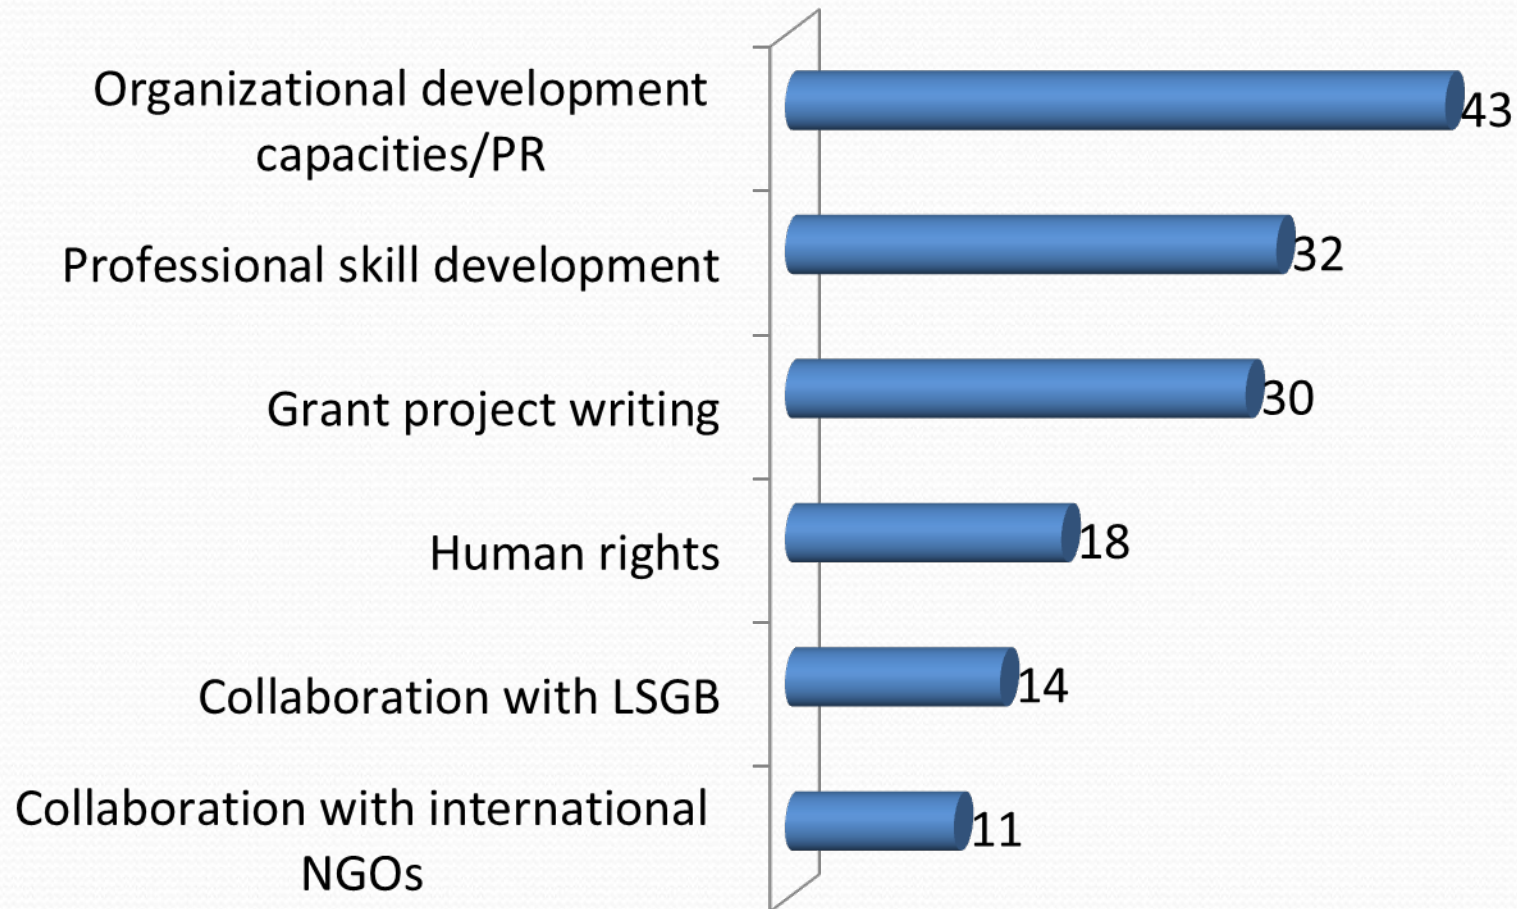 Organizational development
capacities/PR
43
Professional skill development
32
Grant project writing
30
Human rights
18
Collaboration with LSGB
14
Collaboration with international
NGOs
11